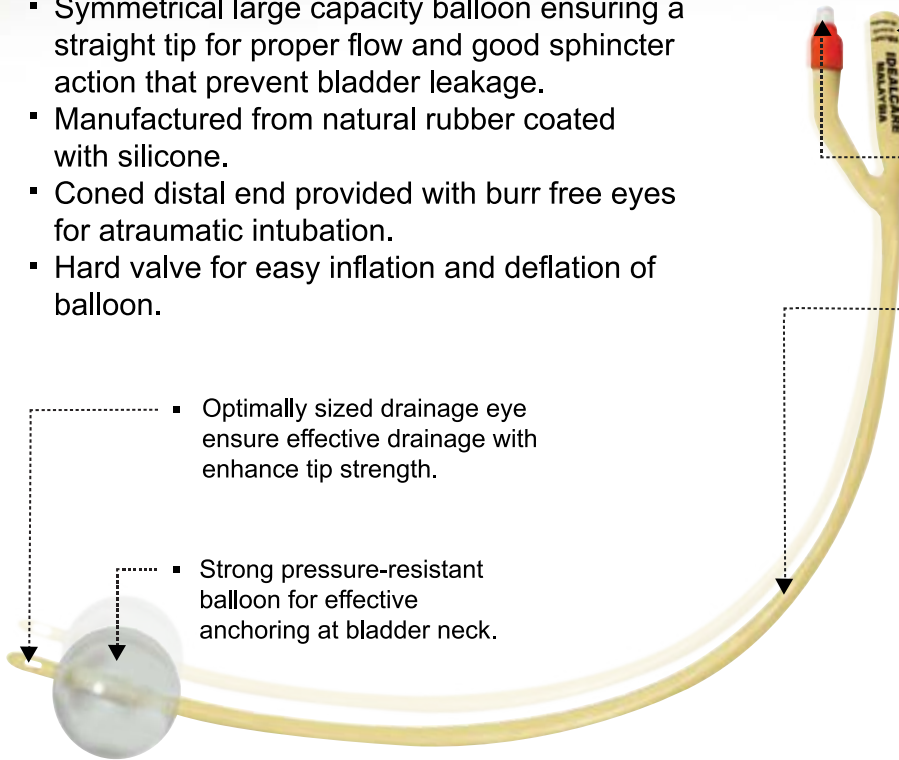 ▪ Symmetrical large capacity balloon ensuring a
straight tip for proper flow and good sphincter
action that prevent bladder leakage.
▪ Manufactured from natural rubber coated
with silicone.
▪ Coned distal end provided with burr free eyes
for atraumatic intubation.
▪ Hard valve for easy inflation and deflation of
balloon.
▪ Optimally sized drainage eye
ensure effective drainage with
enhance tip strength.
▪ Strong pressure-resistant
balloon for effective
anchoring at bladder neck.
IDEALCARE
MALAYSIA